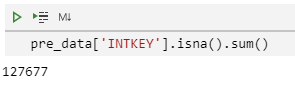 M↓
pre_data['INTKEY'].isna().sum()
127677